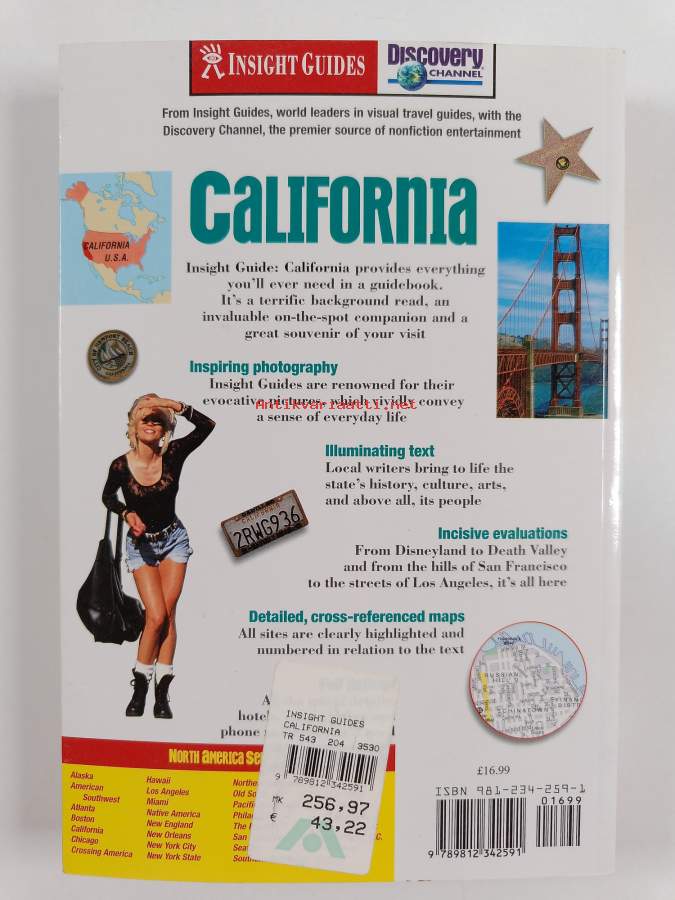 INSIGHT GUIDES
Discovery
CHANNEL
From Insight Guides, world leaders in visual travel guides, with the
Discovery Channel, the premier source of nonfiction entertainment
CALIFORNIA
CALIFORNIA
U.S.A.
Insight Guide: California provides everything
you'll ever need in a guidebook.
It's a terrific background read, an
invaluable on-the-spot companion and a
great souvenir of your visit
Inspiring photography
Insight Guides are renowned for their
evocative pictures, which vividly convey
a sense of everyday life
Antikvariaatti.net
Illuminating text
Local writers bring to life the
state's history, culture, arts,
and above all, its people
CALIFORNIA
2RWG936
Incisive evaluations
From Disneyland to Death Valley
and from the hills of San Francisco
to the streets of Los Angeles, it's all here
Detailed, cross-referenced maps
All sites are clearly highlighted and
numbered in relation to the text
RUSSIAN
HILL
CHINATOWN
hotel
phone
INSIGHT GUIDES
CALIFORNIA
TR 543 204 3530
9 789812 342591
MK 256,97
€ 43,22
NORTH AMERICA
Alaska
American
Southwest
Atlanta
Boston
California
Chicago
Crossing America
Hawaii
Los Angeles
Miami
Native America
New England
New Orleans
New York City
New York State
£16.99
ISBN 981-234-259-1
01699
9 789812 342591